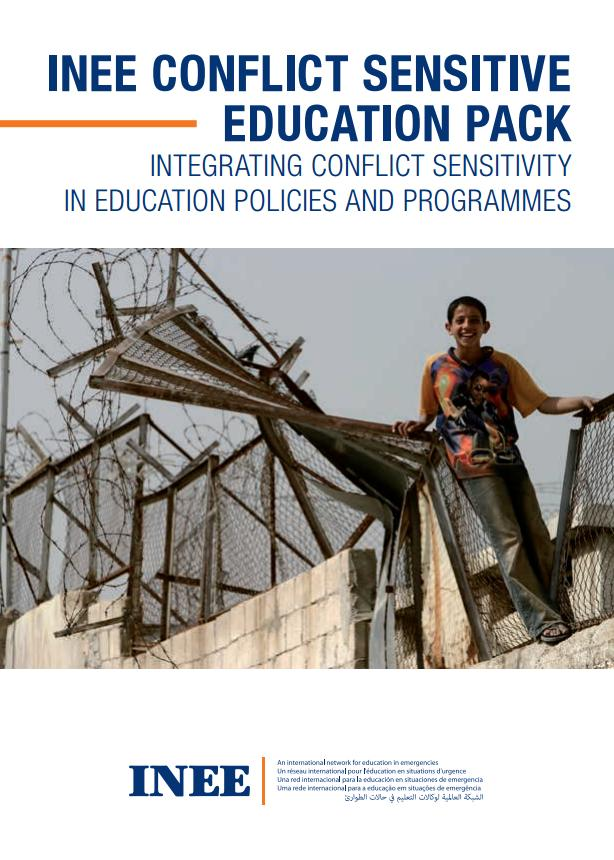 INEE CONFLICT SENSITIVE
EDUCATION PACK
INTEGRATING CONFLICT SENSITIVITY
IN EDUCATION POLICIES AND PROGRAMMES
INEE
An international network for education in emergencies
Un réseau international pour l'éducation en situations d'urgence
Una red internacional para la educación en situaciones de emergencia
Uma rede internacional para a educação em situações de emergência
الشبكة العالمية لوكالات التعليم في حالات الطوارئ